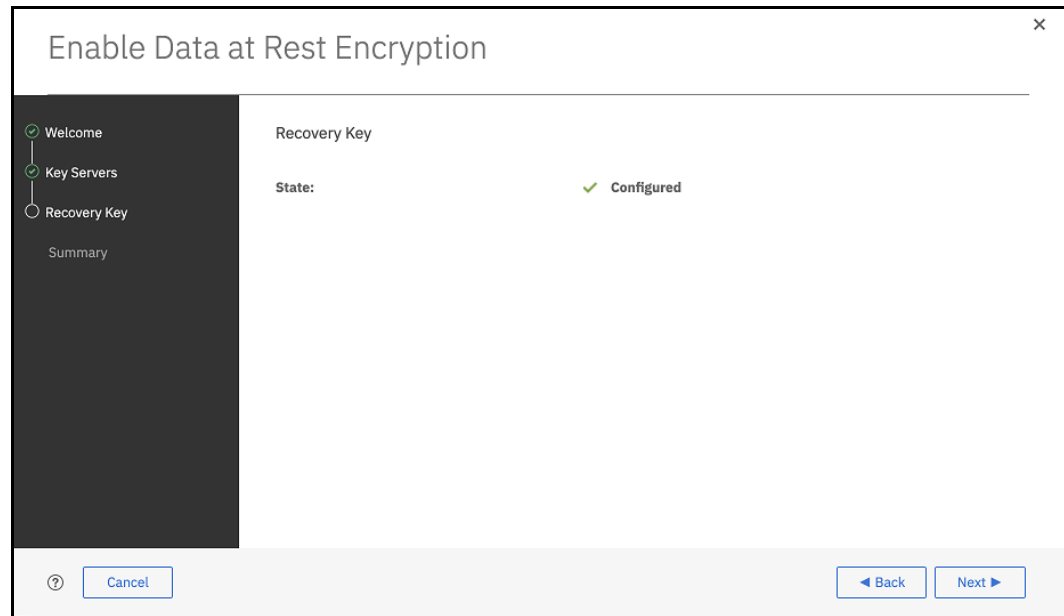 Enable Data at Rest Encryption
Welcome
Key Servers
Recovery Key
Summary
Recovery Key
State: Configured
Cancel
Back
Next